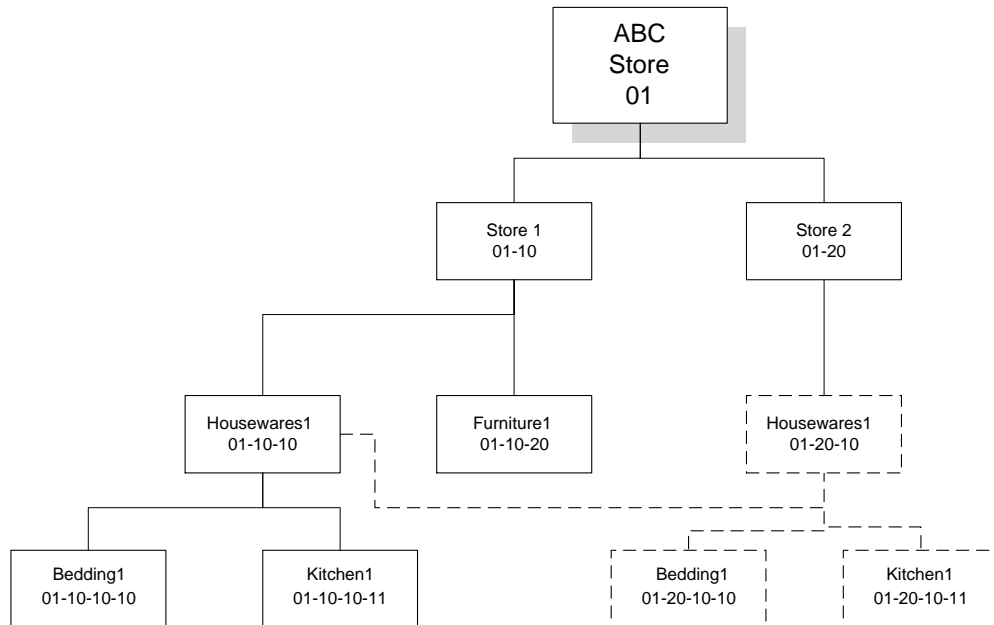 ABC
Store
01
Store 1
01-10
Store 2
01-20
Housewares1
01-10-10
Furniture1
01-10-20
Housewares1
01-20-10
Bedding1
01-10-10-10
Kitchen1
01-10-10-11
Bedding1
01-20-10-10
Kitchen1
01-20-10-11